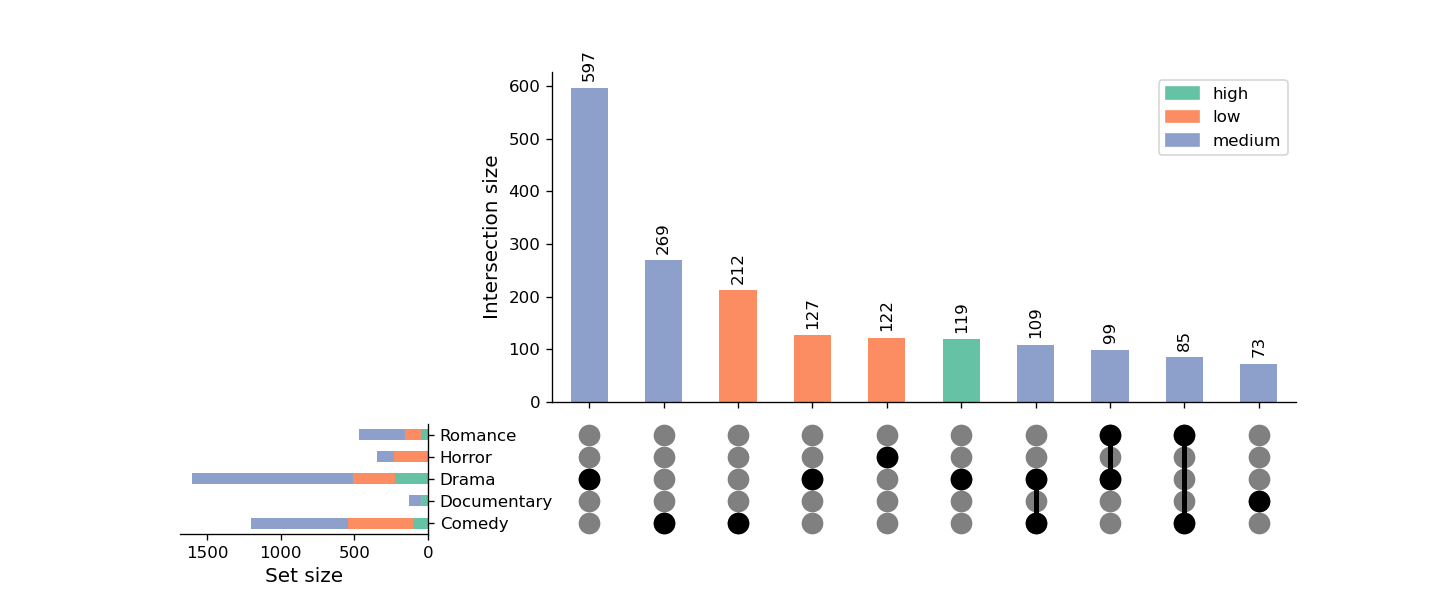 597
269
212
127
122
119
109
99
85
73
600
500
400
300
200
100
0
Intersection size
high
low
medium
Romance
Horror
Drama
Documentary
Comedy
1500 1000 500 0
Set size